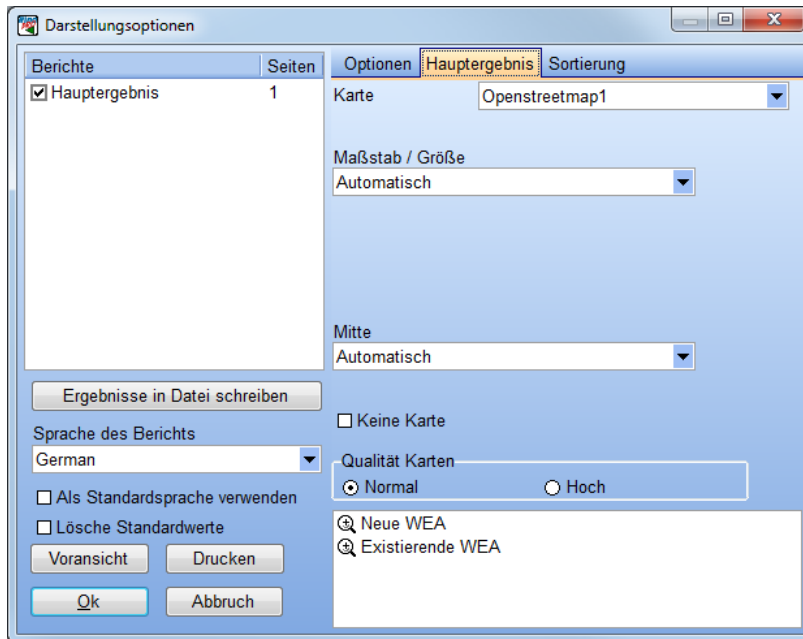 Darstellungsoptionen
Berichte Seiten
Hauptergebnis 1
Ergebnisse in Datei schreiben
Sprache des Berichts
German
Als Standardsprache verwenden
Lösche Standardwerte
Voransicht Drucken
Ok Abbruch
Optionen Hauptergebnis Sortierung
Karte Openstreetmap1
Maßstab / Größe
Automatisch
Mitte
Automatisch
Keine Karte
Qualität Karten
Normal Hoch
Neue WEA
Existierende WEA